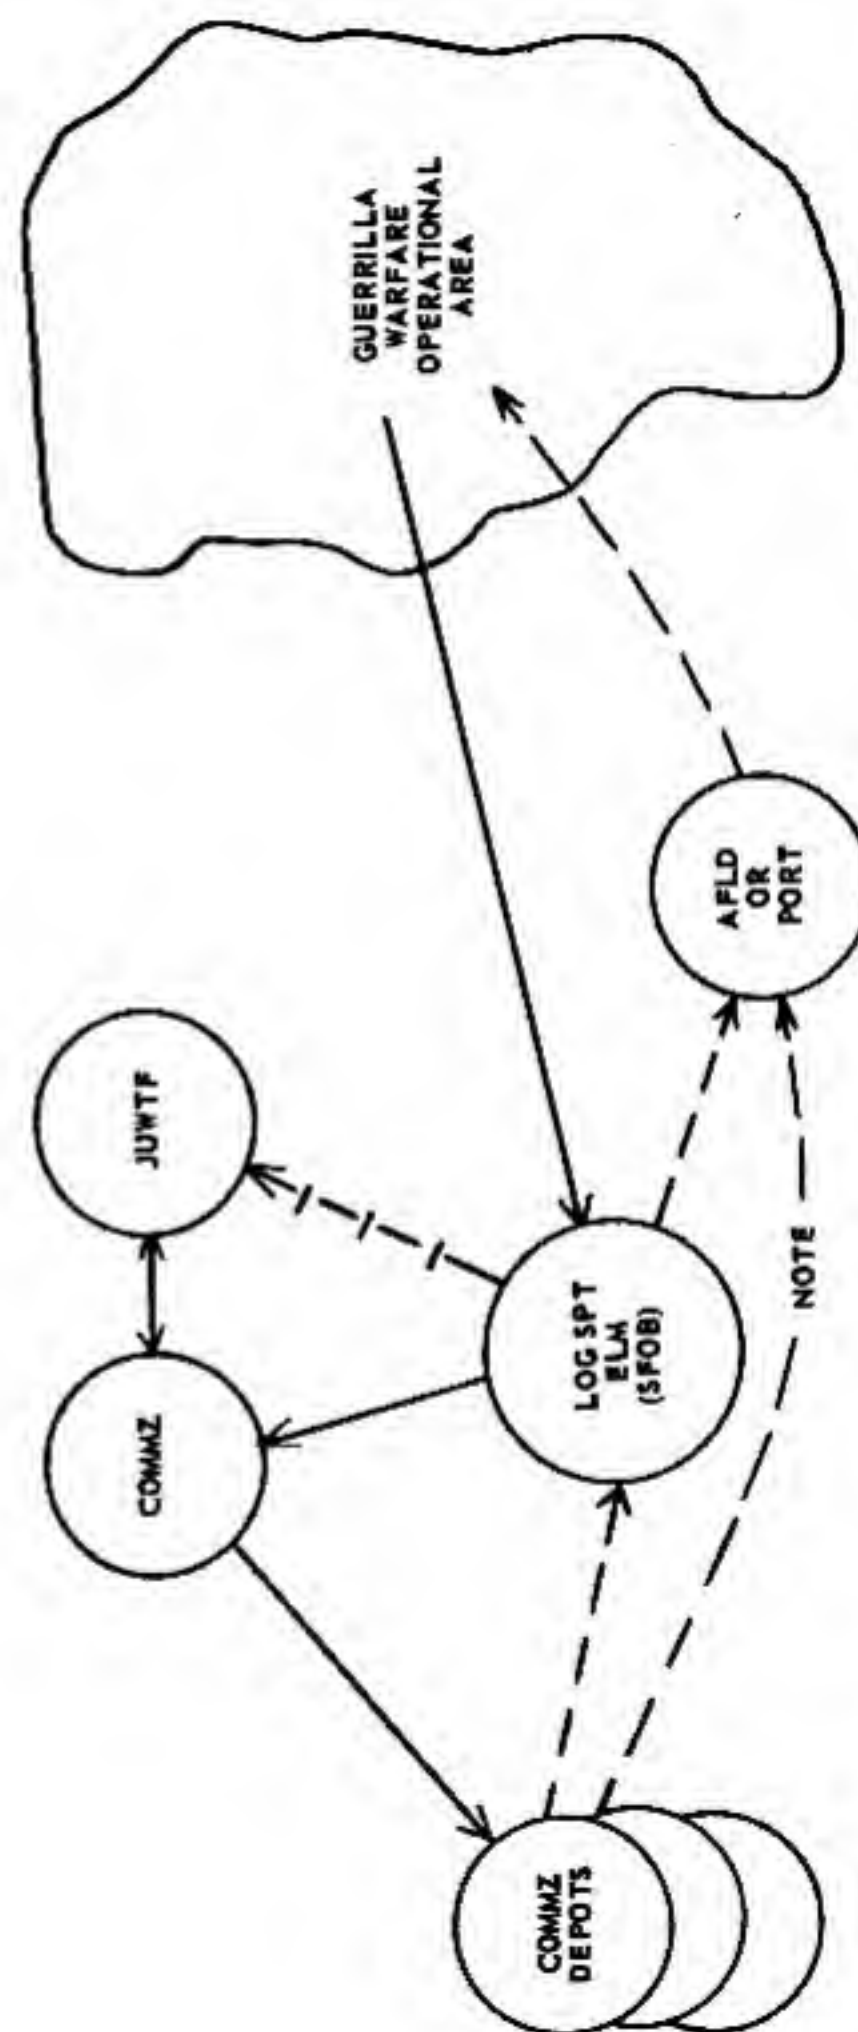 GUERRILLA
WARFARE
OPERATIONAL
AREA
JUWTF
COMMZ
AFLD
OR
PORT
LOG SPT
ELM
(SFOB)
NOTE
COMMZ
DEPOTS